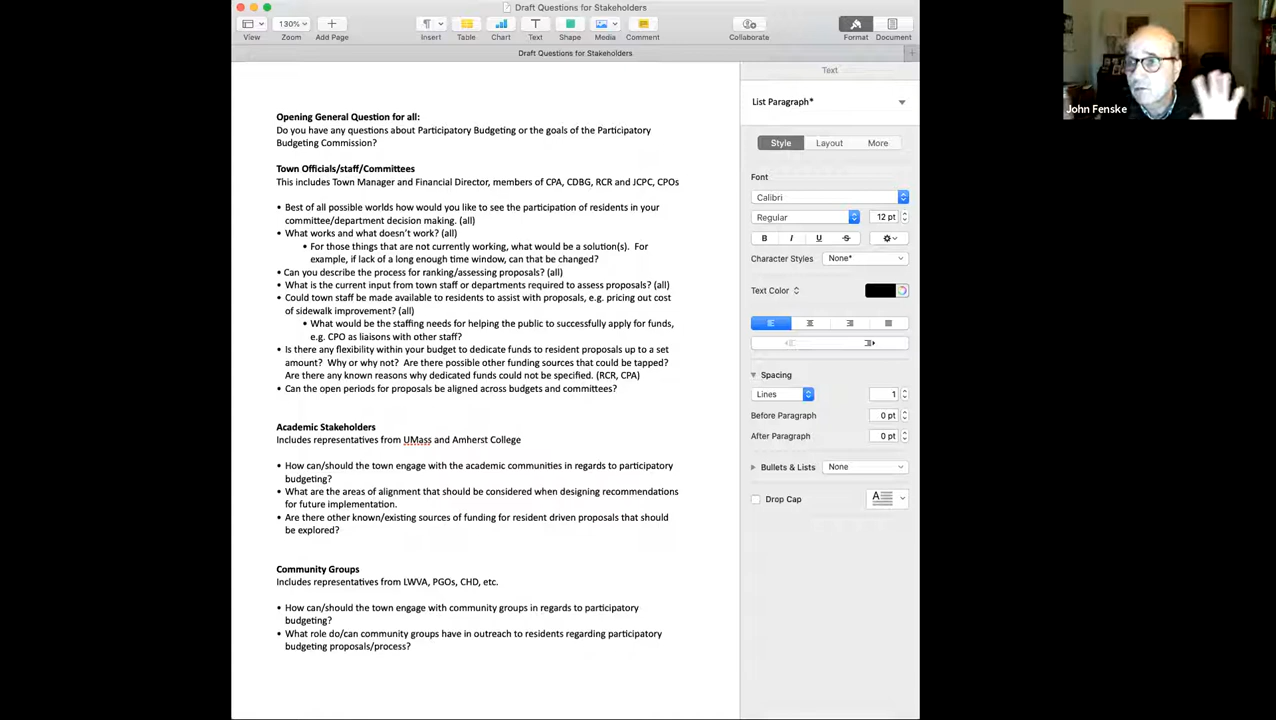 Draft Questions for Stakeholders
130%
View
Zoom
Add Page
Insert
Table
Chart
Text
Shape
Media
Comment
Collaborate
Format
Document
Draft Questions for Stakeholders
Opening General Question for all:
Do you have any questions about Participatory Budgeting or the goals of the Participatory
Budgeting Commission?
Town Officials/staff/Committees
This includes Town Manager and Financial Director, members of CPA, CDBG, RCR and JCPC, CPOs
• Best of all possible worlds how would you like to see the participation of residents in your
committee/department decision making. (all)
• What works and what doesn't work? (all)
• For those things that are not currently working, what would be a solution(s). For
example, if lack of a long enough time window, can that be changed?
• Can you describe the process for ranking/assessing proposals? (all)
• What is the current input from town staff or departments required to assess proposals? (all)
• Could town staff be made available to residents to assist with proposals, e.g. pricing out cost
of sidewalk improvement? (all)
• What would be the staffing needs for helping the public to successfully apply for funds,
e.g. CPO as liaisons with other staff?
• Is there any flexibility within your budget to dedicate funds to resident proposals up to a set
amount? Why or why not? Are there possible other funding sources that could be tapped?
Are there any known reasons why dedicated funds could not be specified. (RCR, CPA)
• Can the open periods for proposals be aligned across budgets and committees?
Academic Stakeholders
Includes representatives from UMass and Amherst College
• How can/should the town engage with the academic communities in regards to participatory
budgeting?
• What are the areas of alignment that should be considered when designing recommendations
for future implementation.
• Are there other known/existing sources of funding for resident driven proposals that should
be explored?
Community Groups
Includes representatives from LWVA, PGOs, CHD, etc.
• How can/should the town engage with community groups in regards to participatory
budgeting?
• What role do/can community groups have in outreach to residents regarding participatory
budgeting proposals/process?
Text
List Paragraph*
Style
Layout
More
Font
Calibri
Regular
12 pt
B I U S
Character Styles
None*
Text Color
Spacing
Lines
1
Before Paragraph
0 pt
After Paragraph
0 pt
Bullets & Lists
None
Drop Cap
A
John Fenske